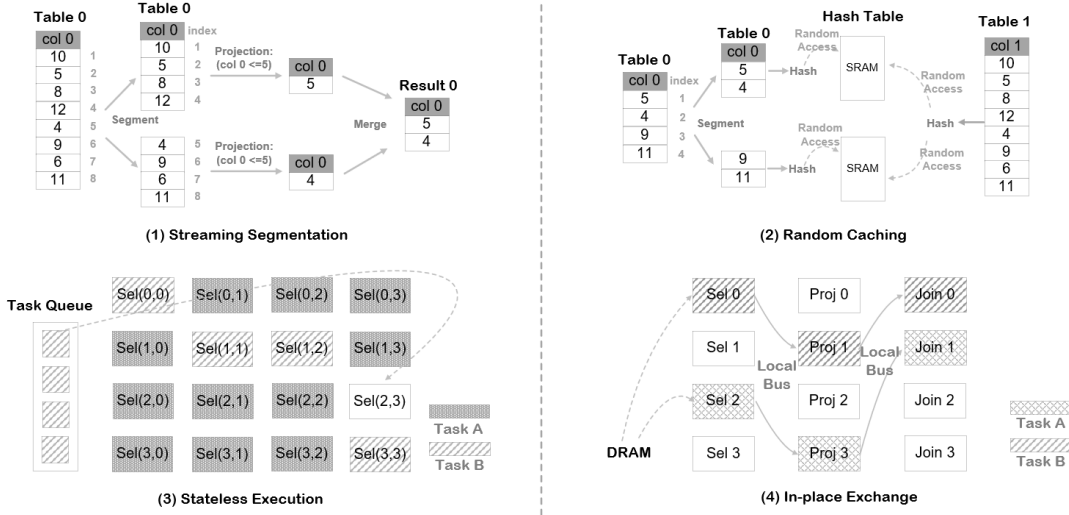 Table 0
col 0
10
5
8
12
4
9
6
11
1
2
3
4
5
6
7
8
Segment
Table 0
col 0 index
10 1
5 2
8 3
12 4
4 5
9 6
6 7
11 8
Projection:
(col 0 <=5)
Projection:
(col 0 <=5)
col 0
5
col 0
4
Merge
Result 0
col 0
5
4
(1) Streaming Segmentation
Hash Table
Table 0
col 0 index
5 1
4 2
9 3
11 4
Segment
Table 0
col 0
5
4
9
11
Hash
Random
Access
SRAM
Hash
Random
Access
SRAM
Random
Access
Hash
Random
Access
Table 1
col 1
10
5
8
12
4
9
6
11
(2) Random Caching
Task Queue
Sel(0,0) Sel(0,1) Sel(0,2) Sel(0,3)
Sel(1,0) Sel(1,1) Sel(1,2) Sel(1,3)
Sel(2,0) Sel(2,1) Sel(2,2) Sel(2,3)
Sel(3,0) Sel(3,1) Sel(3,2) Sel(3,3)
Task A
Task B
(3) Stateless Execution
Sel 0 Proj 0 Join 0
Sel 1 Proj 1 Join 1
Local
Bus
Local
Bus
Sel 2 Proj 2 Join 2
Sel 3 Proj 3 Join 3
DRAM
Task A
Task B
(4) In-place Exchange